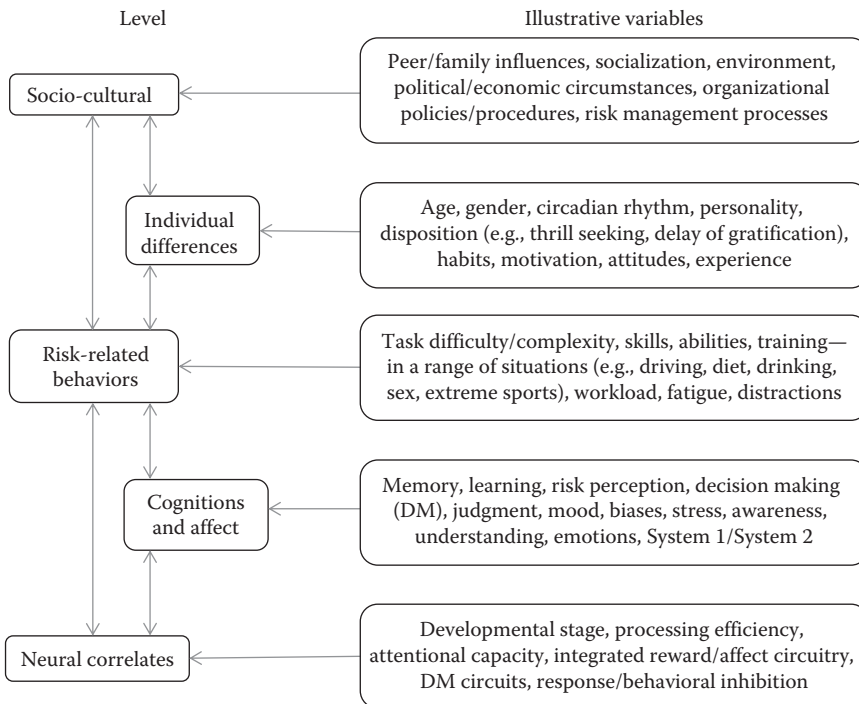 Level
Illustrative variables
Socio-cultural
Peer/family influences, socialization, environment,
political/economic circumstances, organizational
policies/procedures, risk management processes
Individual
differences
Age, gender, circadian rhythm, personality,
disposition (e.g., thrill seeking, delay of gratification),
habits, motivation, attitudes, experience
Risk-related
behaviors
Task difficulty/complexity, skills, abilities, training—
in a range of situations (e.g., driving, diet, drinking,
sex, extreme sports), workload, fatigue, distractions
Cognitions
and affect
Memory, learning, risk perception, decision making
(DM), judgment, mood, biases, stress, awareness,
understanding, emotions, System 1/System 2
Neural correlates
Developmental stage, processing efficiency,
attentional capacity, integrated reward/affect circuitry,
DM circuits, response/behavioral inhibition